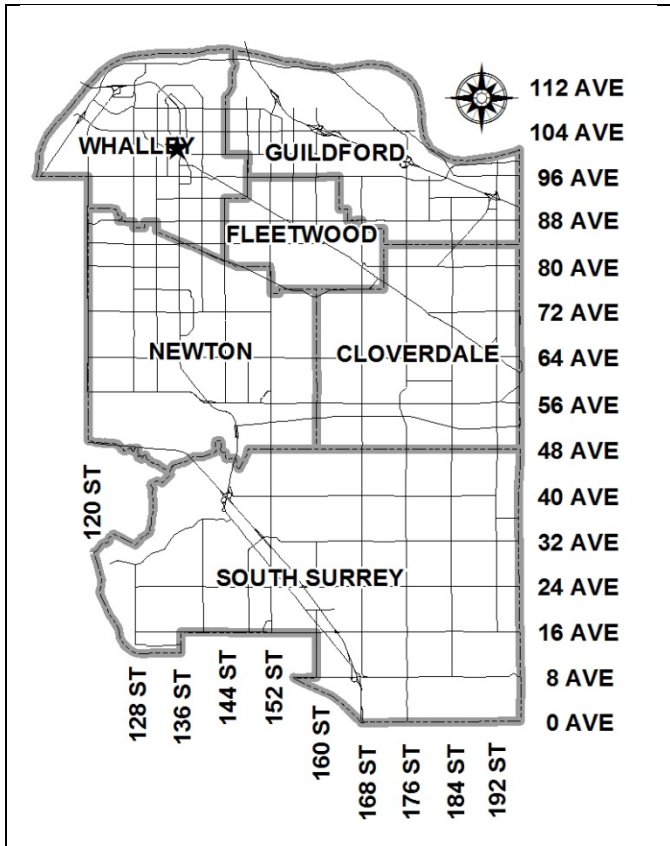 112 AVE
104 AVE
WHALLEY
GUILDFORD
96 AVE
88 AVE
FLEETWOOD
80 AVE
72 AVE
NEWTON
CLOVERDALE
64 AVE
56 AVE
48 AVE
120 ST
40 AVE
32 AVE
SOUTH SURREY
24 AVE
16 AVE
128 ST
136 ST
144 ST
152 ST
160 ST
8 AVE
0 AVE
168 ST
176 ST
184 ST
192 ST